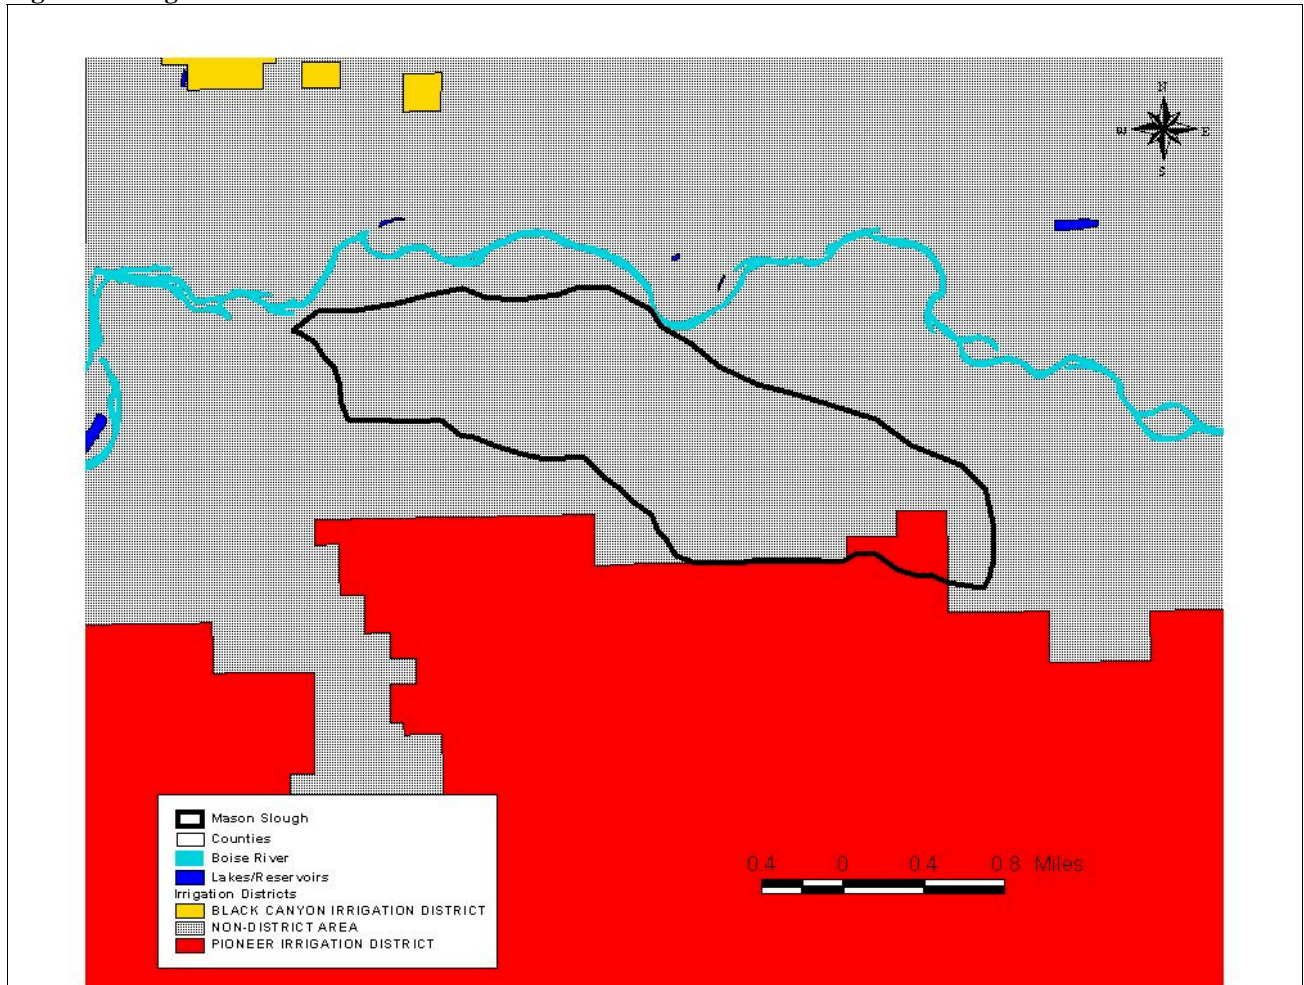 N
W E
S
Mason Slough
Counties
Boise River
Lakes/Reservoirs
Irrigation Districts
BLACK CANYON IRRIGATION DISTRICT
NON-DISTRICT AREA
PIONEER IRRIGATION DISTRICT
0.4 0 0.4 0.8 Miles